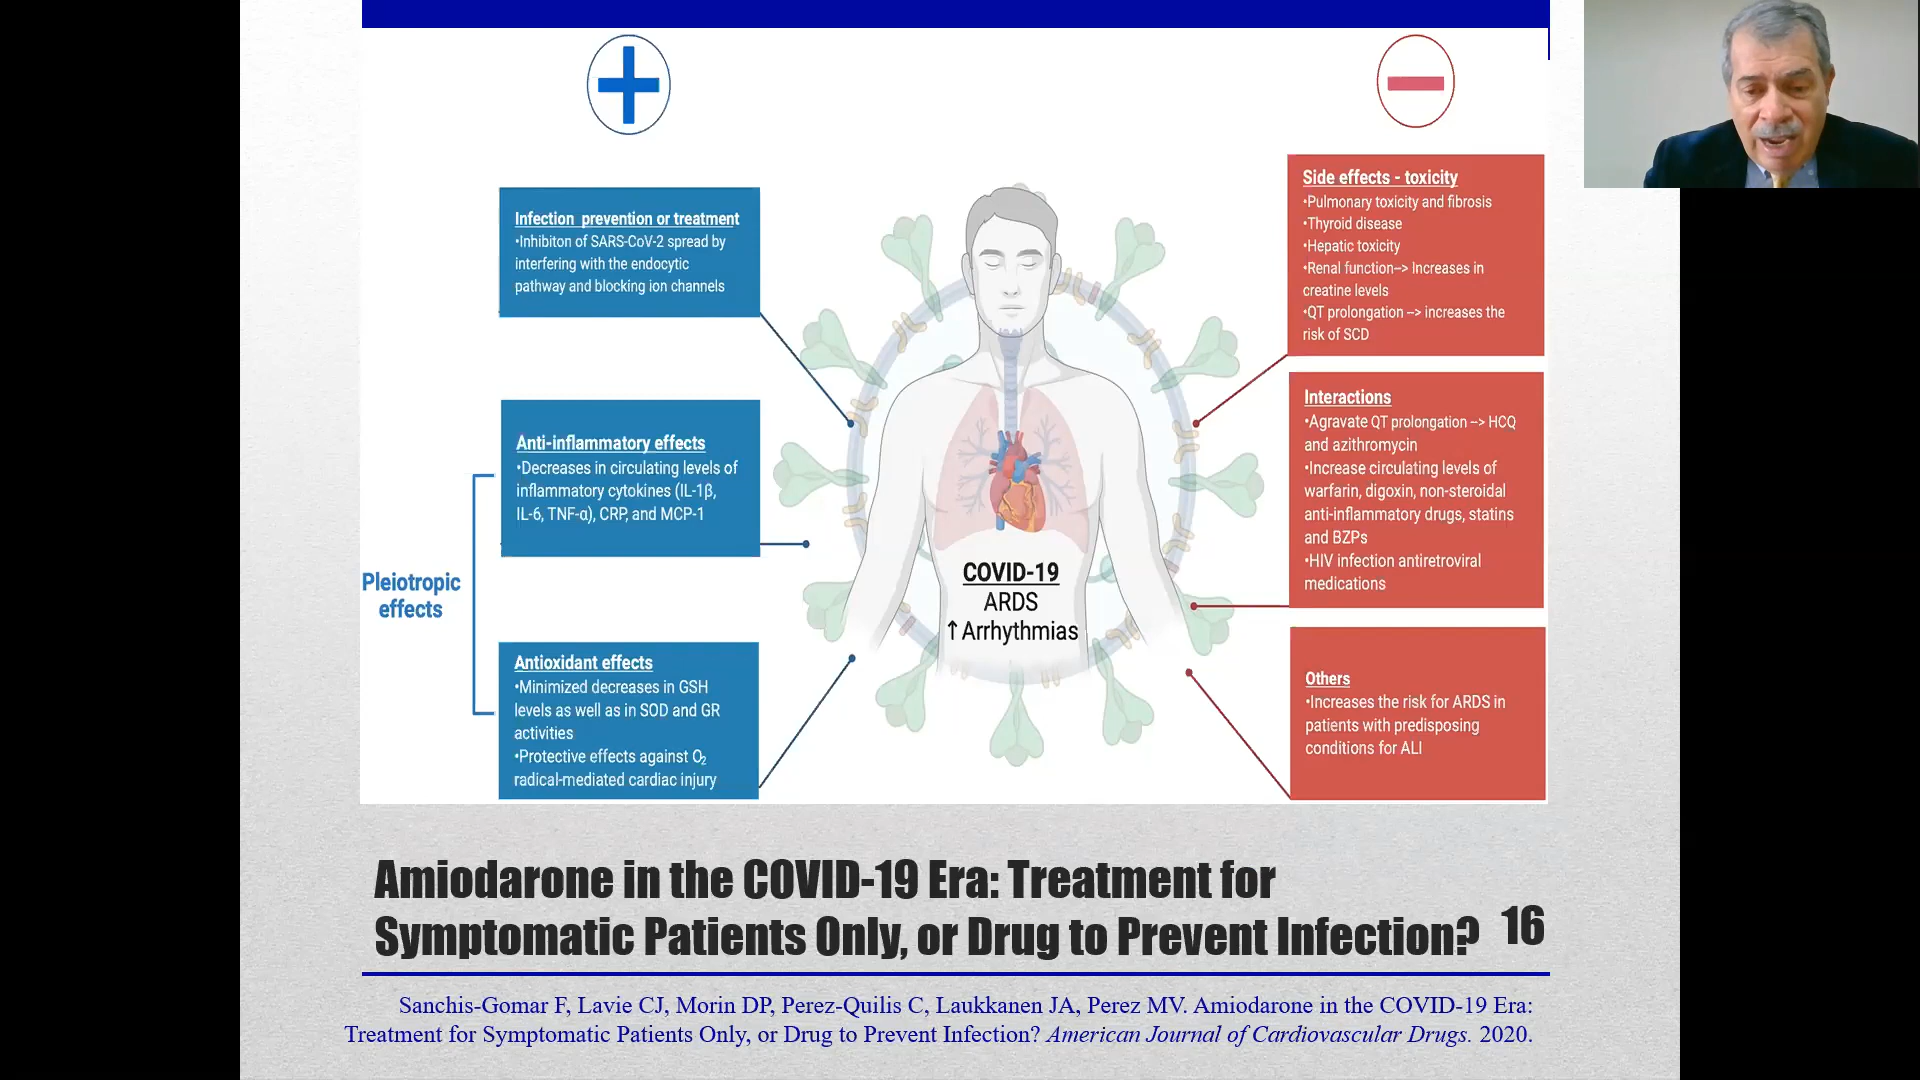 Infection prevention or treatment
•Inhibiton of SARS-CoV-2 spread by
interfering with the endocytic
pathway and blocking ion channels
Anti-inflammatory effects
•Decreases in circulating levels of
inflammatory cytokines (IL-1β,
IL-6, TNF-α), CRP, and MCP-1
Pleiotropic
effects
Antioxidant effects
•Minimized decreases in GSH
levels as well as in SOD and GR
activities
•Protective effects against O₂
radical-mediated cardiac injury
COVID-19
ARDS
↑Arrhythmias
Side effects - toxicity
•Pulmonary toxicity and fibrosis
•Thyroid disease
•Hepatic toxicity
•Renal function--> Increases in
creatine levels
•QT prolongation --> increases the
risk of SCD
Interactions
•Agravate QT prolongation --> HCQ
and azithromycin
•Increase circulating levels of
warfarin, digoxin, non-steroidal
anti-inflammatory drugs, statins
and BZPs
•HIV infection antiretroviral
medications
Others
•Increases the risk for ARDS in
patients with predisposing
conditions for ALI
Amiodarone in the COVID-19 Era: Treatment for
Symptomatic Patients Only, or Drug to Prevent Infection? 16
Sanchis-Gomar F, Lavie CJ, Morin DP, Perez-Quilis C, Laukkanen JA, Perez MV. Amiodarone in the COVID-19 Era:
Treatment for Symptomatic Patients Only, or Drug to Prevent Infection? American Journal of Cardiovascular Drugs. 2020.